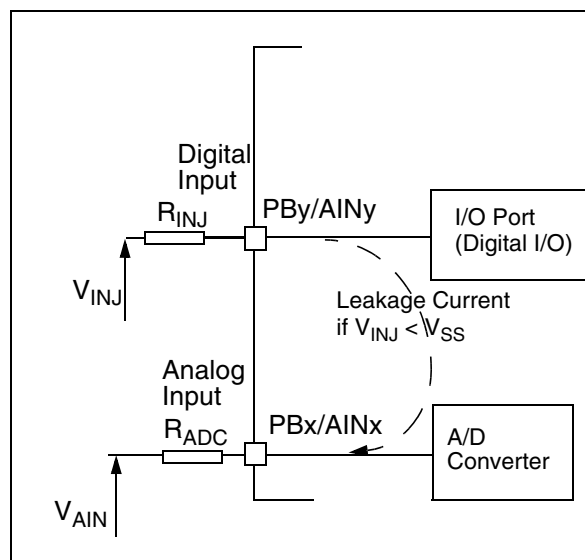 Digital
Input
R_INJ
PBy/AINy
I/O Port
(Digital I/O)
V_INJ
Leakage Current
if V_INJ < V_SS
Analog
Input
R_ADC
PBx/AINx
A/D
Converter
V_AIN